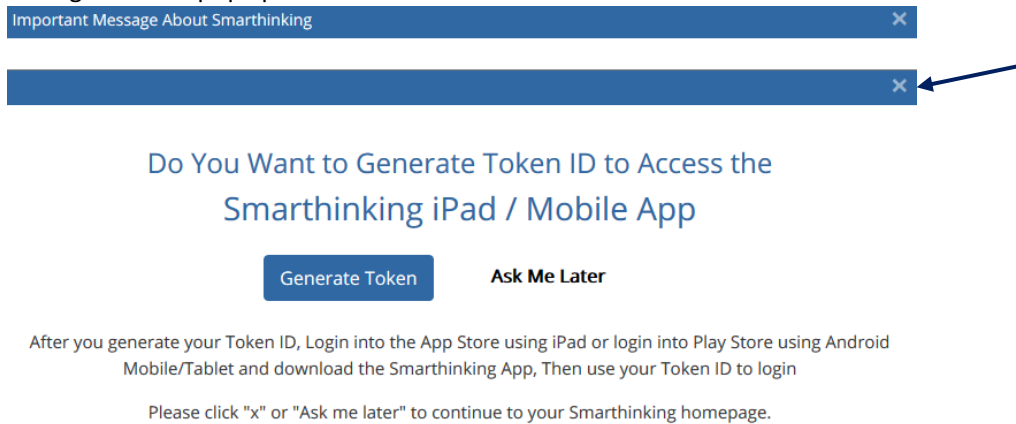 Important Message About Smarthinking ×
×
Do You Want to Generate Token ID to Access the
Smarthinking iPad / Mobile App
Generate Token Ask Me Later
After you generate your Token ID, Login into the App Store using iPad or login into Play Store using Android
Mobile/Tablet and download the Smarthinking App, Then use your Token ID to login
Please click "x" or "Ask me later" to continue to your Smarthinking homepage.